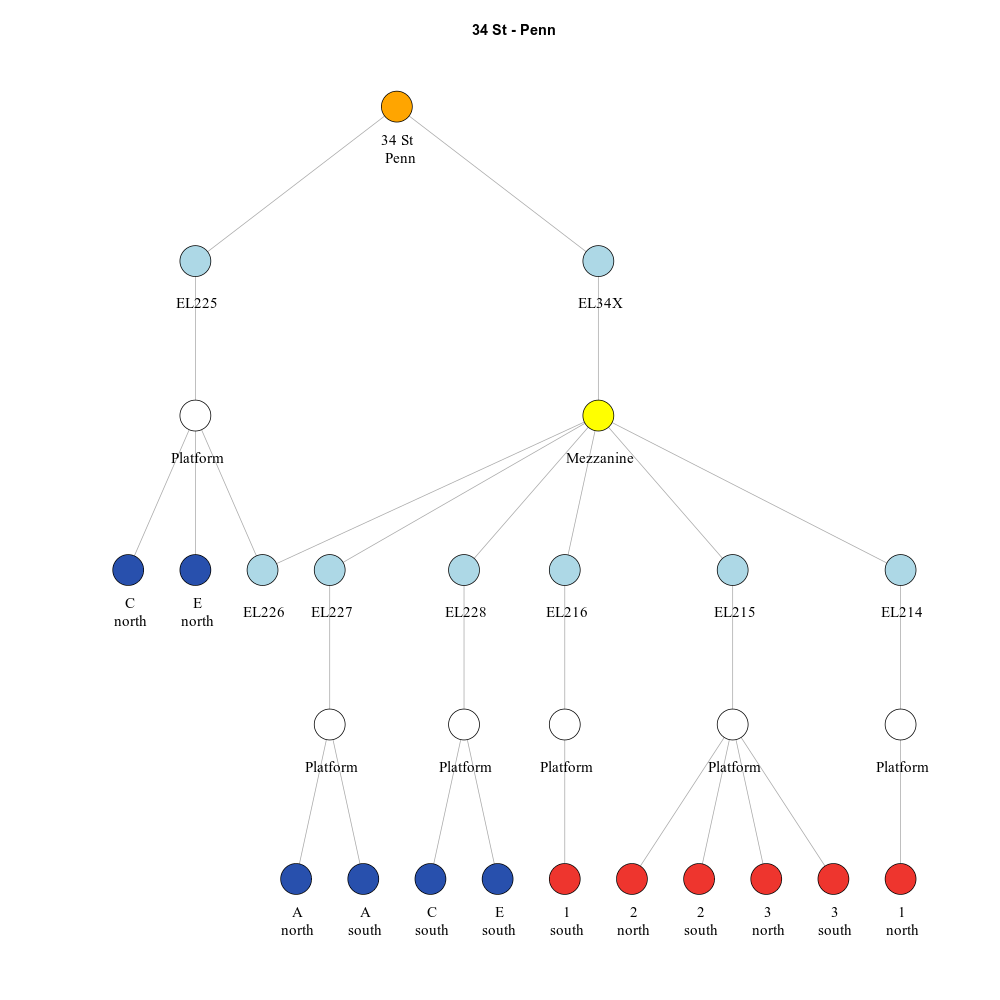 34 St - Penn
34 St
Penn
EL225
EL34X
Platform
Mezzanine
C
north
E
north
EL226
EL227
EL228
EL216
EL215
EL214
Platform
Platform
Platform
Platform
Platform
A
north
A
south
C
south
E
south
1
south
2
north
2
south
3
north
3
south
1
north